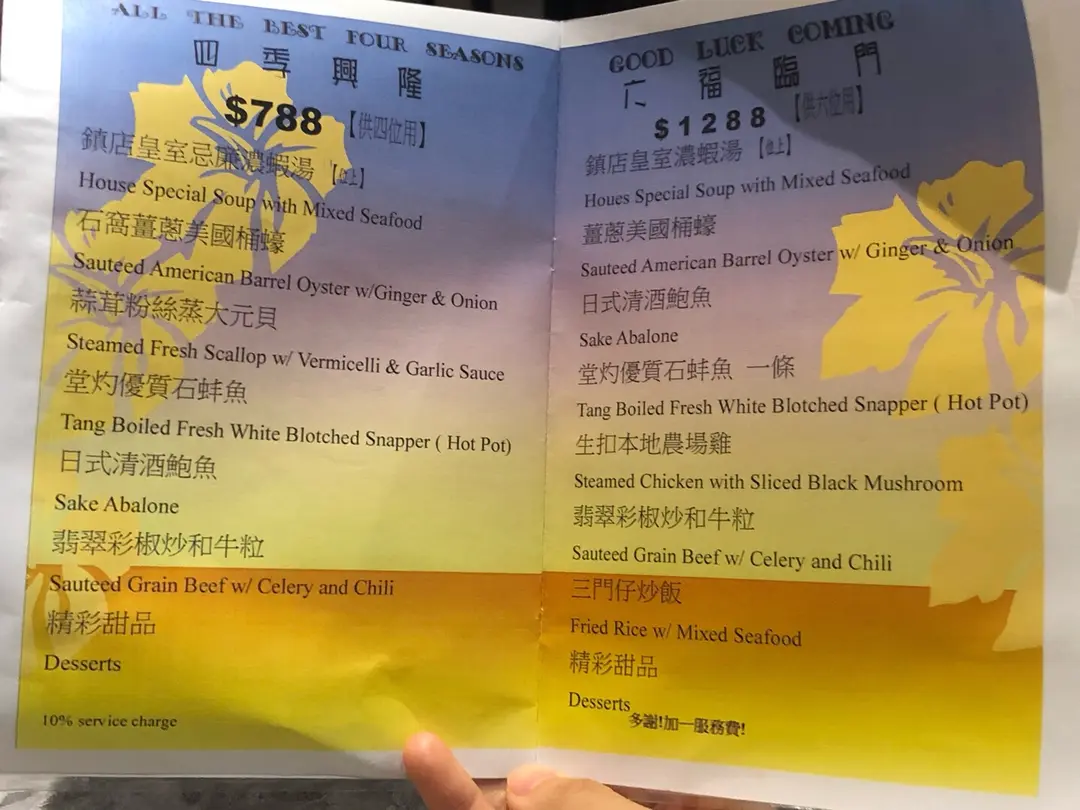 ALL THE BEST FOUR SEASONS
四季興隆
$788 【供四位用】
鎮店皇室忌廉濃蝦湯【位上】
House Special Soup with Mixed Seafood
石窩薑蔥美國桶蠔
Sauteed American Barrel Oyster w/Ginger & Onion
蒜茸粉絲蒸大元貝
Steamed Fresh Scallop w/ Vermicelli & Garlic Sauce
堂灼優質石蚌魚
Tang Boiled Fresh White Blotched Snapper ( Hot Pot)
日式清酒鮑魚
Sake Abalone
翡翠彩椒炒和牛粒
Sauteed Grain Beef w/ Celery and Chili
精彩甜品
Desserts
10% service charge
GOOD LUCK COMING
六福臨門
$1288 【供六位用】
鎮店皇室濃蝦湯【位上】
Houes Special Soup with Mixed Seafood
薑蔥美國桶蠔
Sauteed American Barrel Oyster w/ Ginger & Onion
日式清酒鮑魚
Sake Abalone
堂灼優質石蚌魚 一條
Tang Boiled Fresh White Blotched Snapper ( Hot Pot)
生扣本地農場雞
Steamed Chicken with Sliced Black Mushroom
翡翠彩椒炒和牛粒
Sauteed Grain Beef w/ Celery and Chili
三門仔炒飯
Fried Rice w/ Mixed Seafood
精彩甜品
Desserts
多謝!加一服務費!